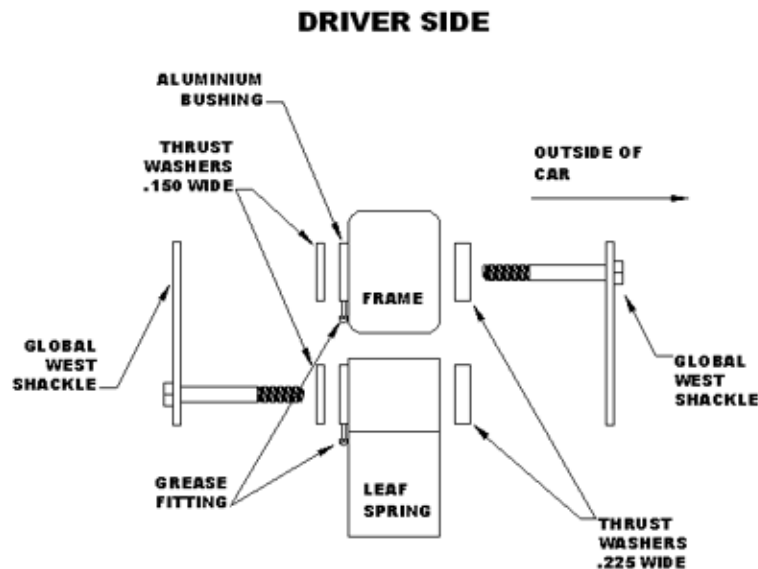 DRIVER SIDE
ALUMINIUM
BUSHING
THRUST
WASHERS
.150 WIDE
OUTSIDE OF
CAR
FRAME
GLOBAL
WEST
SHACKLE
GLOBAL
WEST
SHACKLE
GREASE
FITTING
LEAF
SPRING
THRUST
WASHERS
.225 WIDE